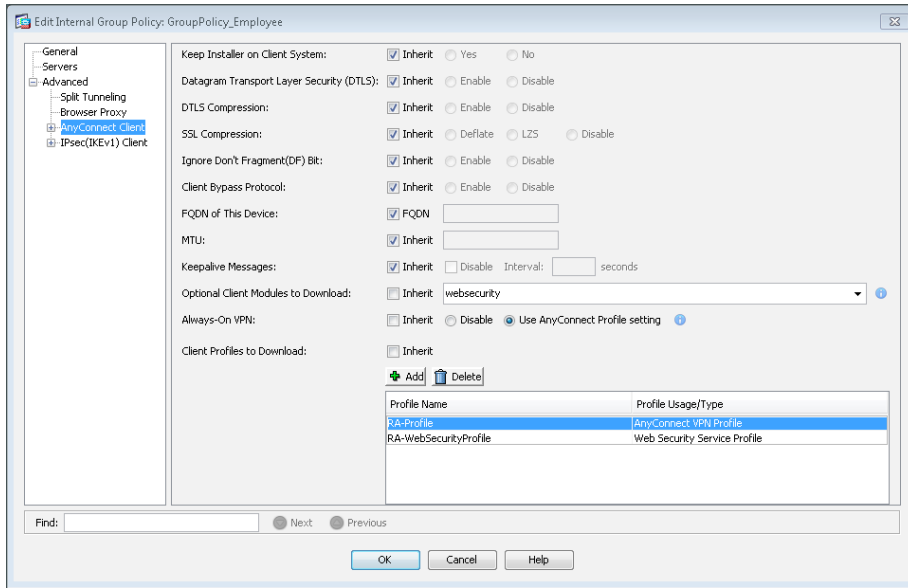 Edit Internal Group Policy: GroupPolicy_Employee
General
Servers
Advanced
Split Tunneling
Browser Proxy
AnyConnect Client
IPsec(IKEv1) Client
Keep Installer on Client System: Inherit Yes No
Datagram Transport Layer Security (DTLS): Inherit Enable Disable
DTLS Compression: Inherit Enable Disable
SSL Compression: Inherit Deflate LZS Disable
Ignore Don't Fragment(DF) Bit: Inherit Enable Disable
Client Bypass Protocol: Inherit Enable Disable
FQDN of This Device: FQDN
MTU: Inherit
Keepalive Messages: Inherit Disable Interval: seconds
Optional Client Modules to Download: Inherit websecurity
Always-On VPN: Inherit Disable Use AnyConnect Profile setting
Client Profiles to Download: Inherit
Add Delete
Profile Name Profile Usage/Type
RA-Profile AnyConnect VPN Profile
RA-WebSecurityProfile Web Security Service Profile
Find: Next Previous
OK Cancel Help